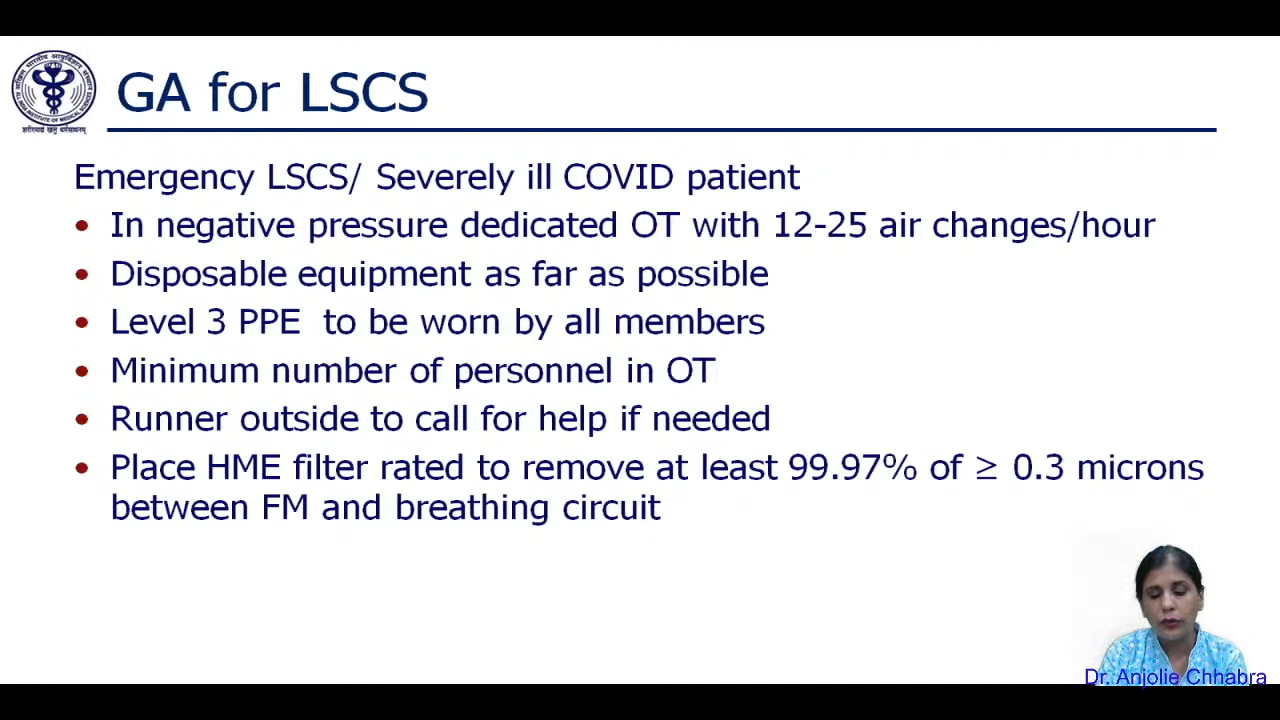 GA for LSCS
Emergency LSCS/ Severely ill COVID patient
• In negative pressure dedicated OT with 12-25 air changes/hour
• Disposable equipment as far as possible
• Level 3 PPE  to be worn by all members
• Minimum number of personnel in OT
• Runner outside to call for help if needed
• Place HME filter rated to remove at least 99.97% of ≥ 0.3 microns
between FM and breathing circuit
Dr. Anjolie Chhabra